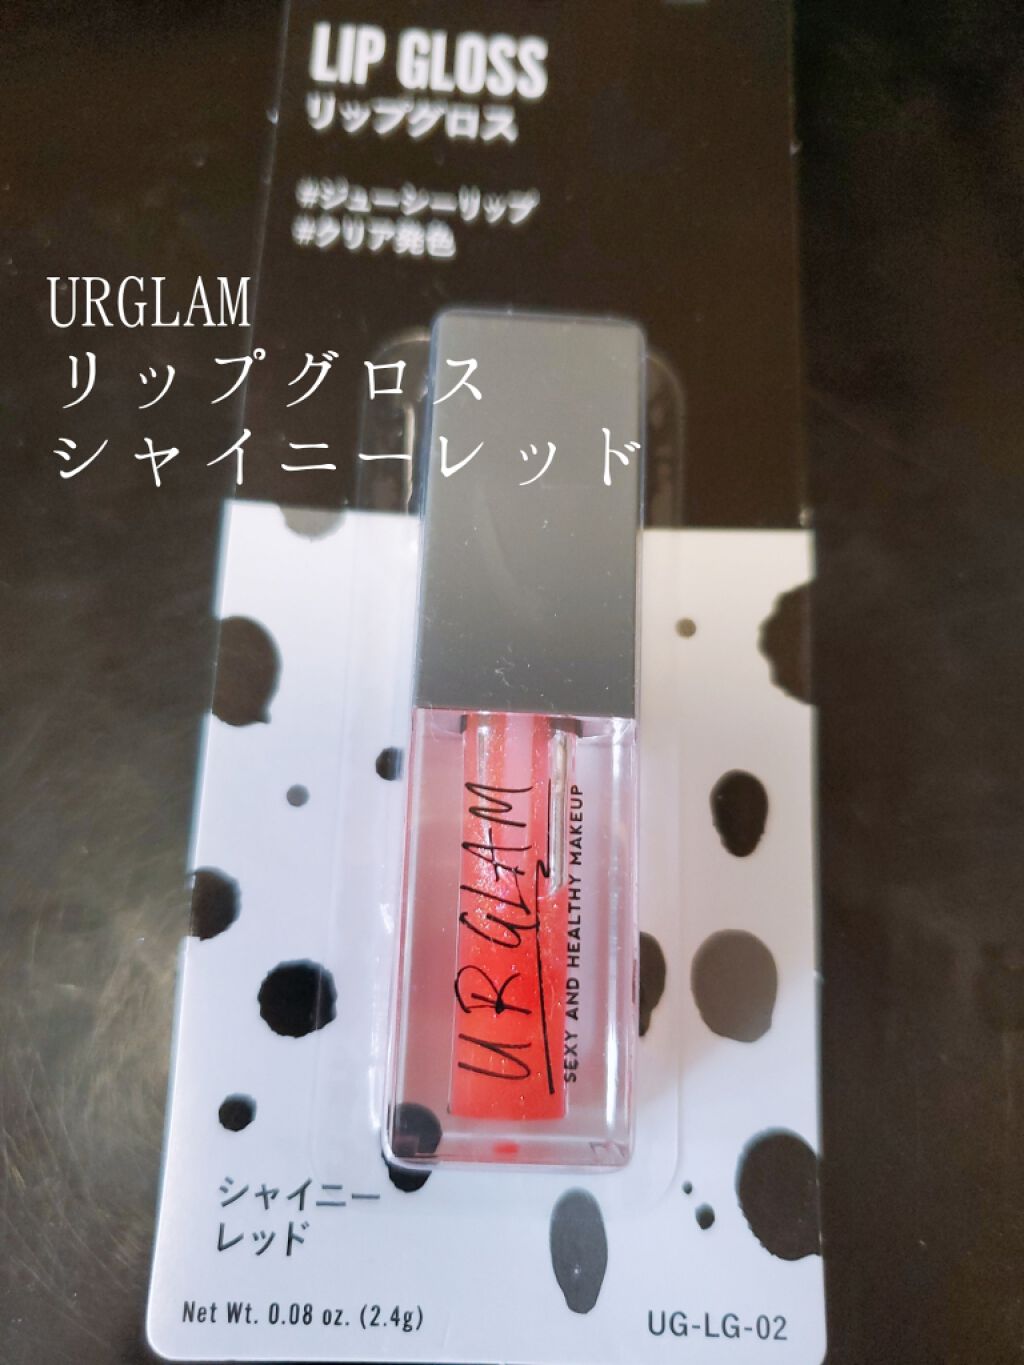 LIP GLOSS
リップグロス
#ジューシーリップ
#クリア発色
URGLAM
リップグロス
シャイニーレッド
UR GLAM
SEXY AND HEALTHY MAKEUP
シャイニー
レッド
Net Wt. 0.08 oz. (2.4g)
UG-LG-02